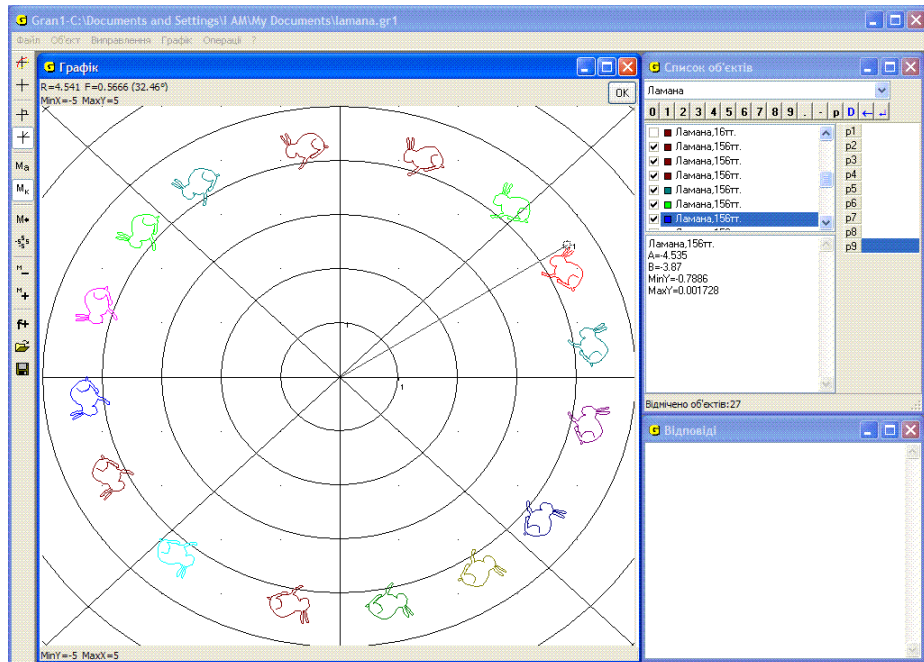 Gran1-C:\Documents and Settings\I AM\My Documents\lamana.gr1
Файл Об'єкт Виправлення Графік Операції ?
Графік
R=4.541 F=0.5666 (32.46°)
MinX=-5 MaxY=5
OK
1
1
1
MinY=-5 MaxX=5
Ma
Mк
M
M
M
f+
Список об'єктів
Ламана
0 1 2 3 4 5 6 7 8 9 . - p D ← ↵
Ламана,16тт.
Ламана,156тт.
Ламана,156тт.
Ламана,156тт.
Ламана,156тт.
Ламана,156тт.
Ламана,156тт.
p1
p2
p3
p4
p5
p6
p7
p8
p9
Ламана,156тт.
A=-4.535
B=-3.87
MinY=-0.7886
MaxY=0.001728
Відмічено об'єктів:27
Відповіді